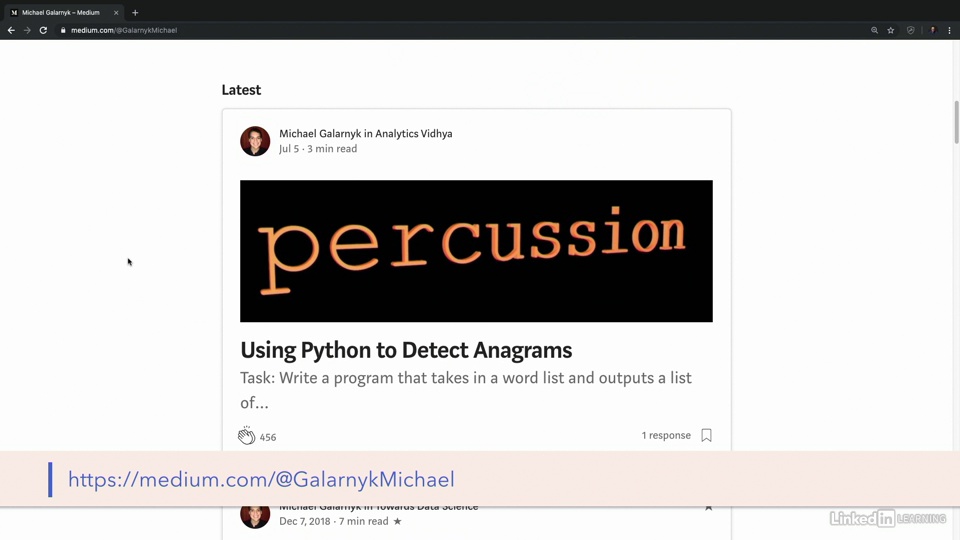 Michael Galarnyk – Medium
medium.com/@GalarnykMichael
Latest
Michael Galarnyk in Analytics Vidhya
Jul 5 · 3 min read
percussion
Using Python to Detect Anagrams
Task: Write a program that takes in a word list and outputs a list
of...
456
1 response
https://medium.com/@GalarnykMichael
Michael Galarnyk in Towards Data Science
Dec 7, 2018 · 7 min read ★
Linked in LEARNING